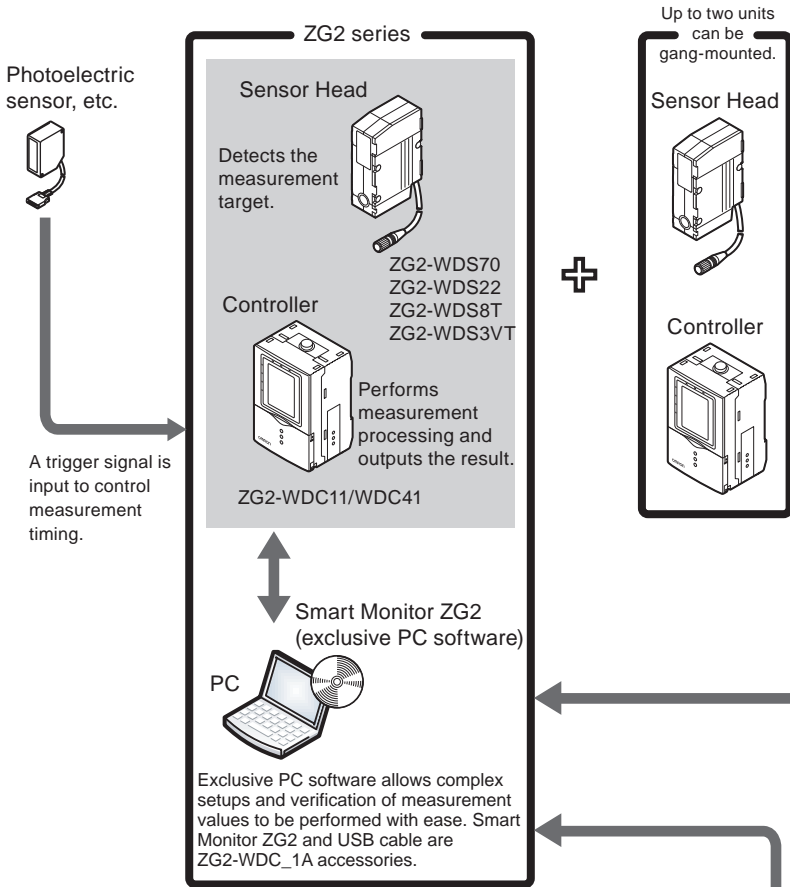 Up to two units
can be
gang-mounted.
ZG2 series
Photoelectric
sensor, etc.
Sensor Head
Detects the
measurement
target.
ZG2-WDS70
ZG2-WDS22
ZG2-WDS8T
ZG2-WDS3VT
Controller
Performs
measurement
processing and
outputs the result.
ZG2-WDC11/WDC41
A trigger signal is
input to control
measurement
timing.
Sensor Head
Controller
Smart Monitor ZG2
(exclusive PC software)
PC
Exclusive PC software allows complex
setups and verification of measurement
values to be performed with ease. Smart
Monitor ZG2 and USB cable are
ZG2-WDC_1A accessories.